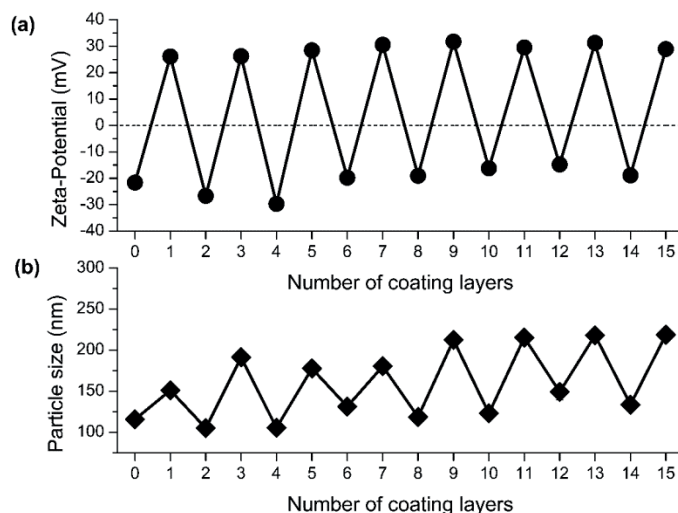 (a)
Zeta-Potential (mV)
40
30
20
10
0
-10
-20
-30
-40
0 1 2 3 4 5 6 7 8 9 10 11 12 13 14 15
Number of coating layers
(b)
Particle size (nm)
300
250
200
150
100
0 1 2 3 4 5 6 7 8 9 10 11 12 13 14 15
Number of coating layers